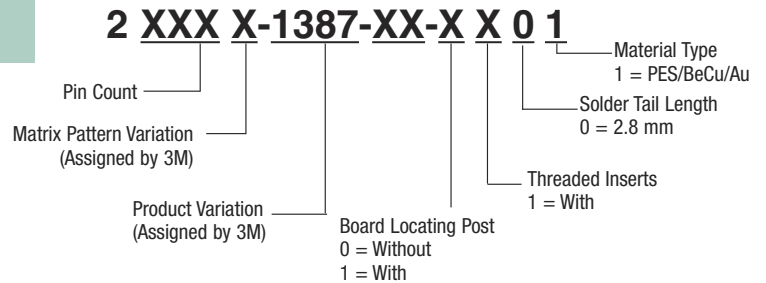 2 XXX X-1387-XX-X X 0 1
Material Type
1 = PES/BeCu/Au
Pin Count
Solder Tail Length
0 = 2.8 mm
Matrix Pattern Variation
(Assigned by 3M)
Threaded Inserts
1 = With
Product Variation
(Assigned by 3M)
Board Locating Post
0 = Without
1 = With